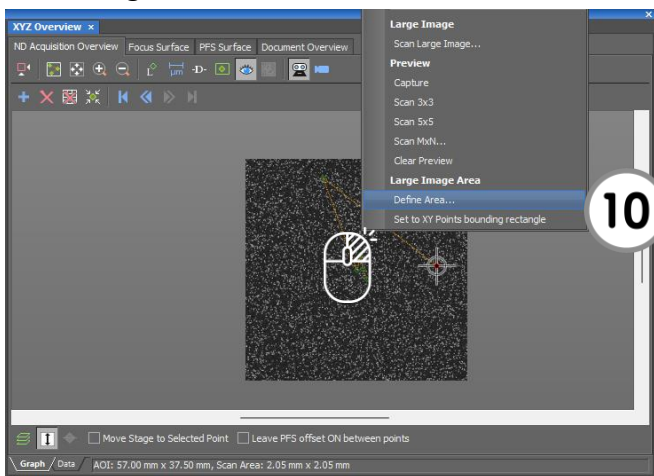 XYZ Overview ×
ND Acquisition Overview Focus Surface PFS Surface Document Overview
-D-
Large Image
Scan Large Image...
Preview
Capture
Scan 3x3
Scan 5x5
Scan MxN...
Clear Preview
Large Image Area
Define Area...
Set to XY Points bounding rectangle
10
Move Stage to Selected Point Leave PFS offset ON between points
Graph / Data AOI: 57.00 mm x 37.50 mm, Scan Area: 2.05 mm x 2.05 mm